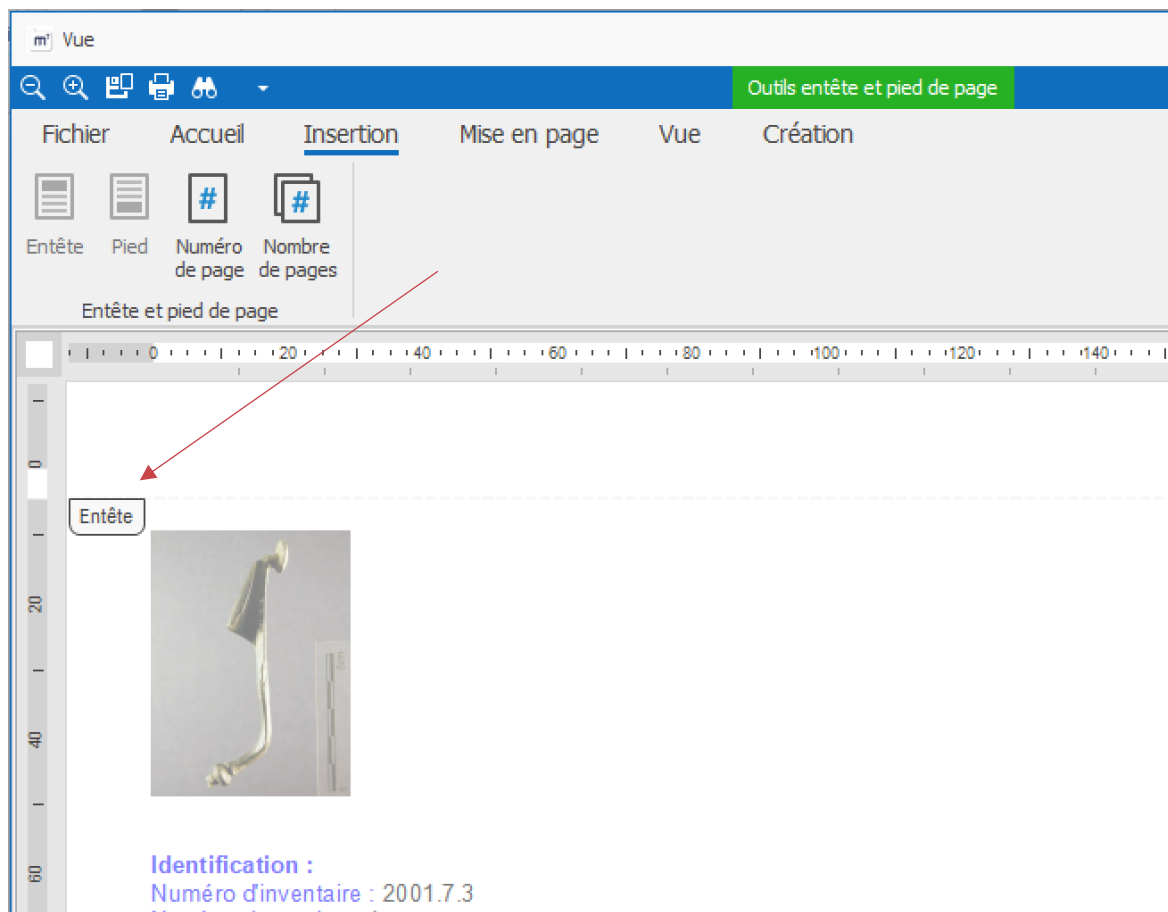 m Vue
Outils entête et pied de page
Fichier Accueil Insertion Mise en page Vue Création
# #
Entête Pied Numéro de page Nombre de pages
Entête et pied de page
0 20 40 60 80 100 120 140
0
Entête
20
40
60
Identification :
Numéro d'inventaire : 2001.7.3